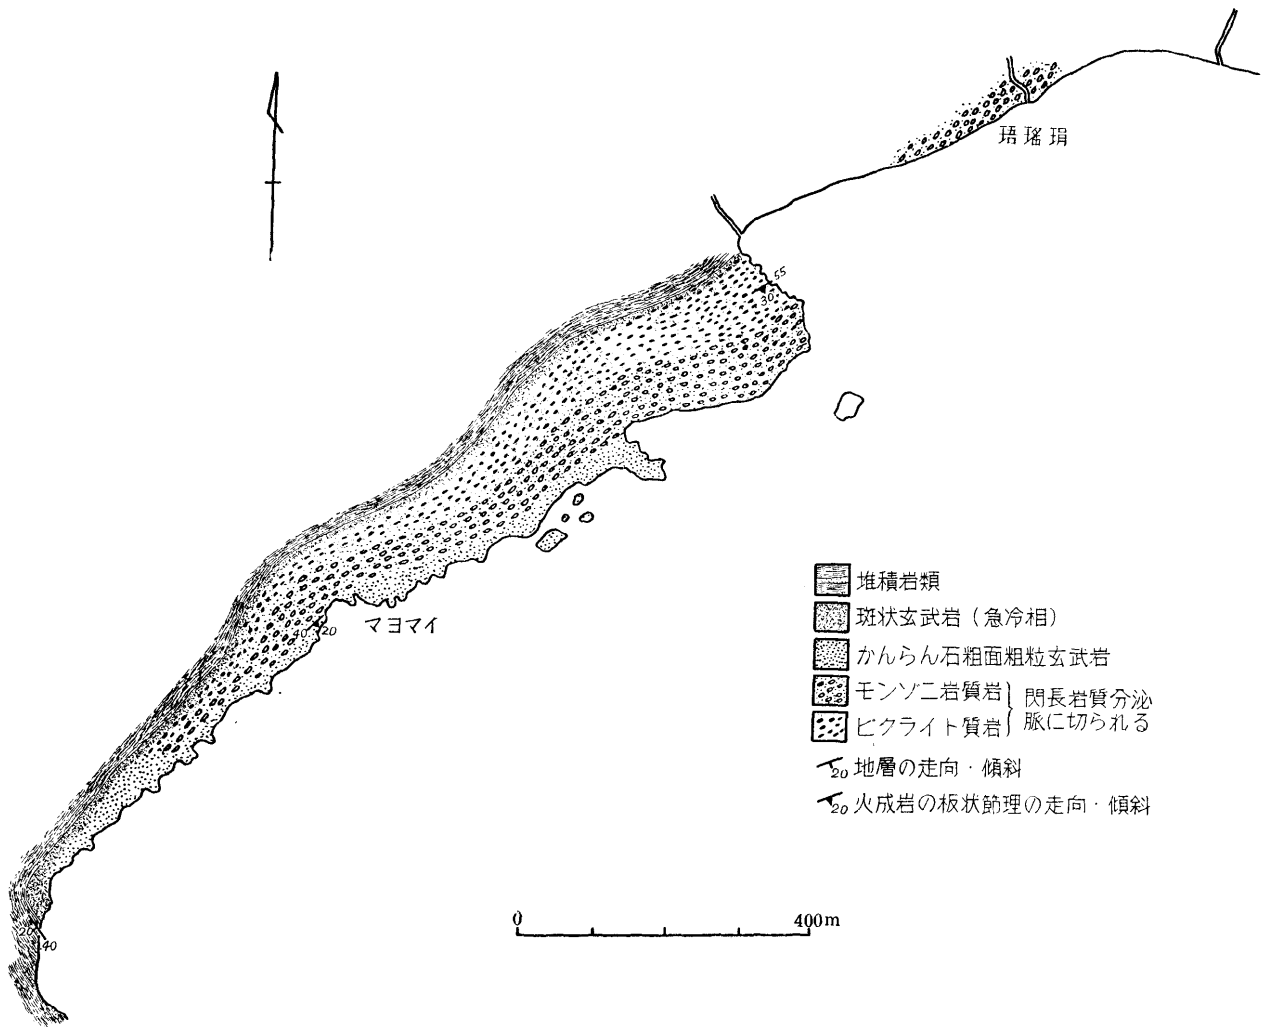 珸瑤瑁
55
30
マヨマイ
40
20
20
40
堆積岩類
斑状玄武岩（急冷相）
かんらん石粗面粗粒玄武岩
モンゾニ岩質岩
ピクライト質岩
閃長岩質分泌
脈に切られる
20 地層の走向・傾斜
20 火成岩の板状節理の走向・傾斜
0 400m